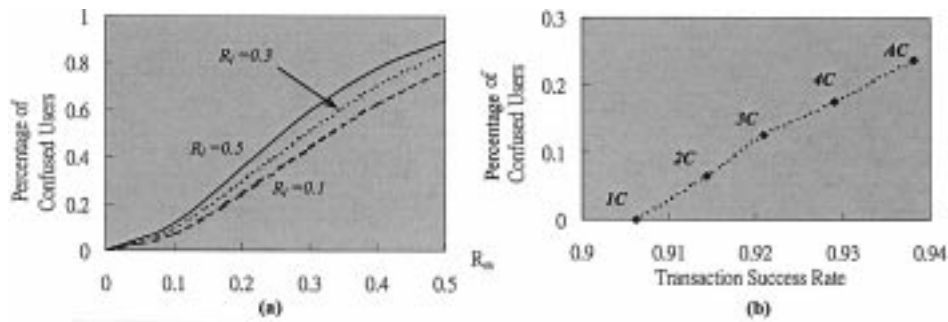 Percentage of
Confused Users
1
0.8
0.6
0.4
0.2
0
R_i=0.3
R_i=0.5
R_i=0.1
0
0.1
0.2
0.3
0.4
0.5
R_m
(a)
Percentage of
Confused Users
0.3
0.2
0.1
0
1C
2C
3C
4C
AC
0.9
0.91
0.92
0.93
0.94
Transaction Success Rate
(b)